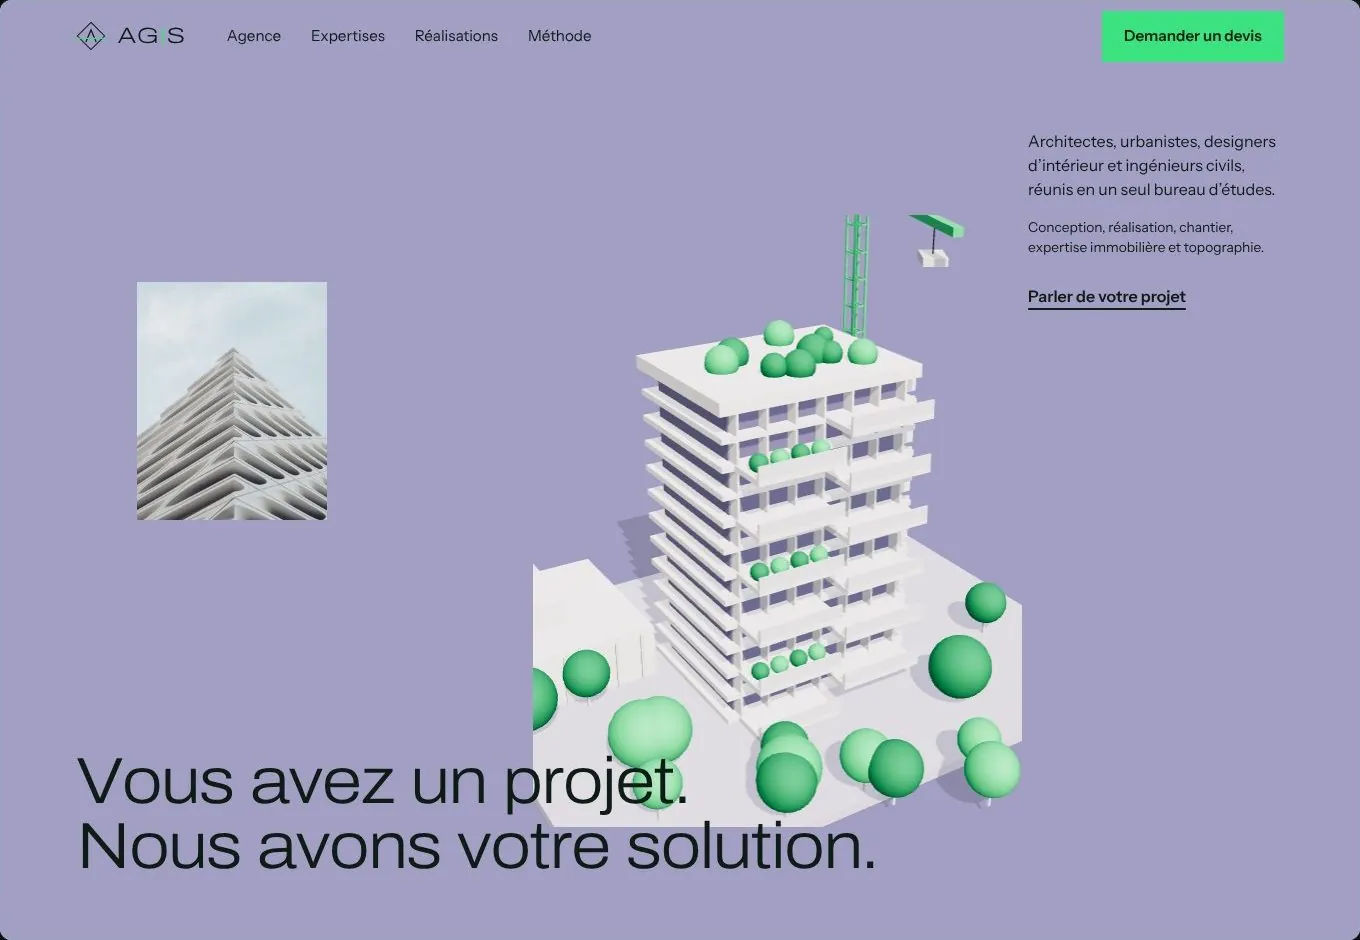 AGIS
Agence
Expertises
Réalisations
Méthode
Demander un devis
Architectes, urbanistes, designers
d’intérieur et ingénieurs civils,
réunis en un seul bureau d’études.
Conception, réalisation, chantier,
expertise immobilière et topographie.
Parler de votre projet
Vous avez un projet.
Nous avons votre solution.